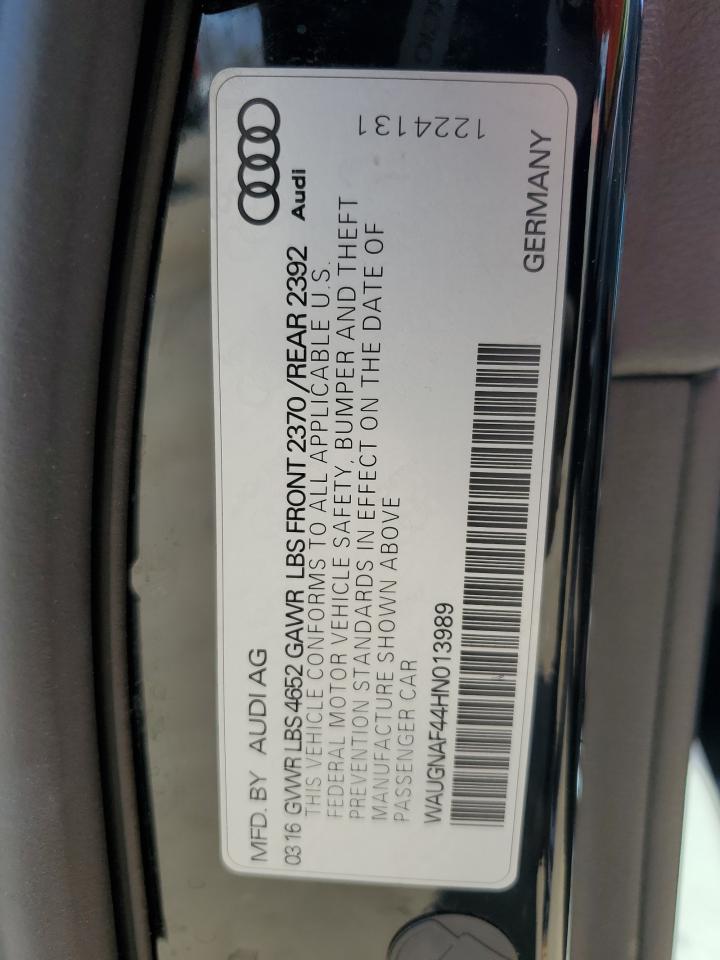 MFD. BY AUDI AG
03 16 GVWR LBS 4652 GAWR LBS FRONT 2370 /REAR 2392
Audi
THIS VEHICLE CONFORMS TO ALL APPLICABLE U.S.
FEDERAL MOTOR VEHICLE SAFETY, BUMPER AND THEFT
PREVENTION STANDARDS IN EFFECT ON THE DATE OF
MANUFACTURE SHOWN ABOVE
PASSENGER CAR
1224131
WAUGNAF44HN013989
GERMANY